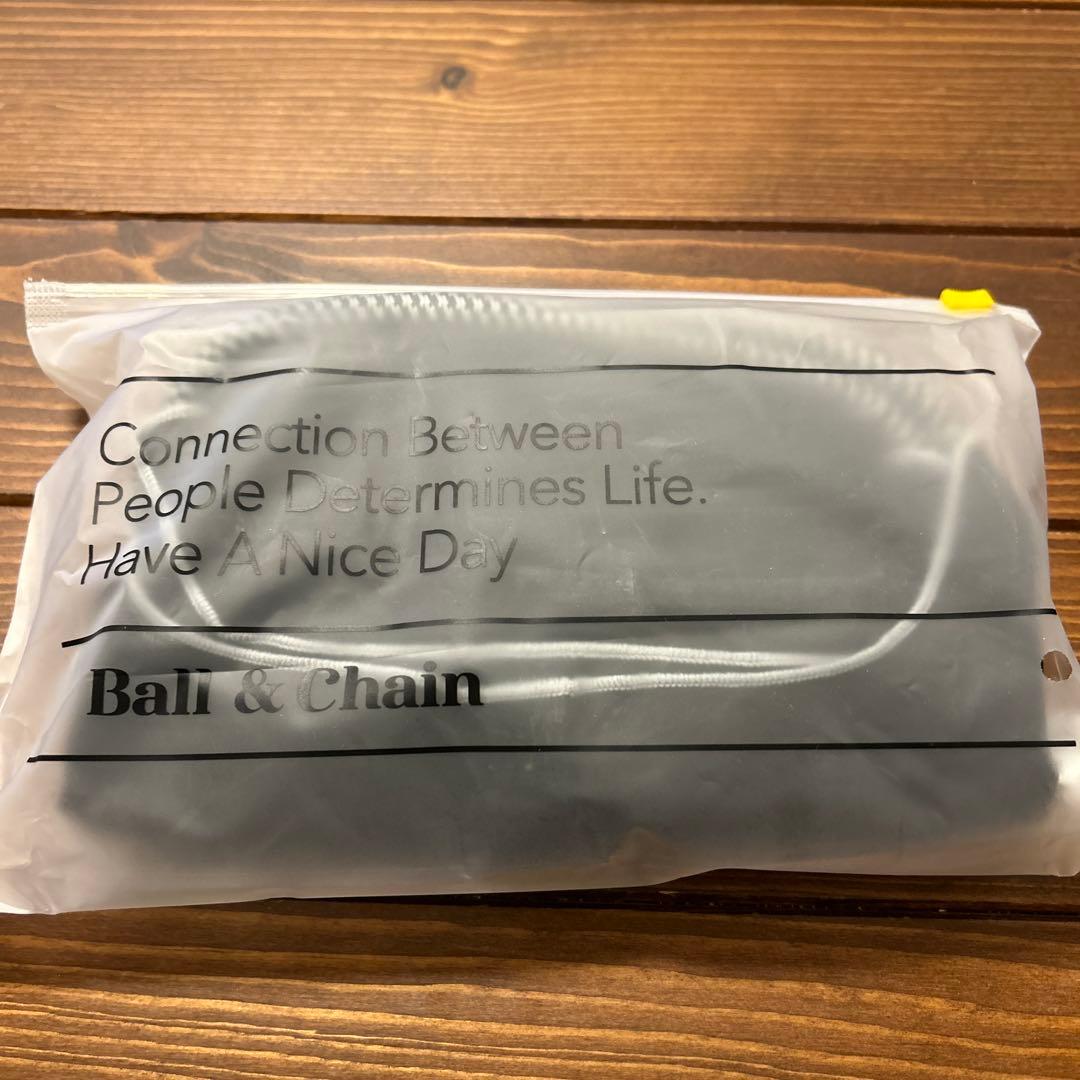 Connection Between
People Determines Life.
Have A Nice Day
Ball & Chain